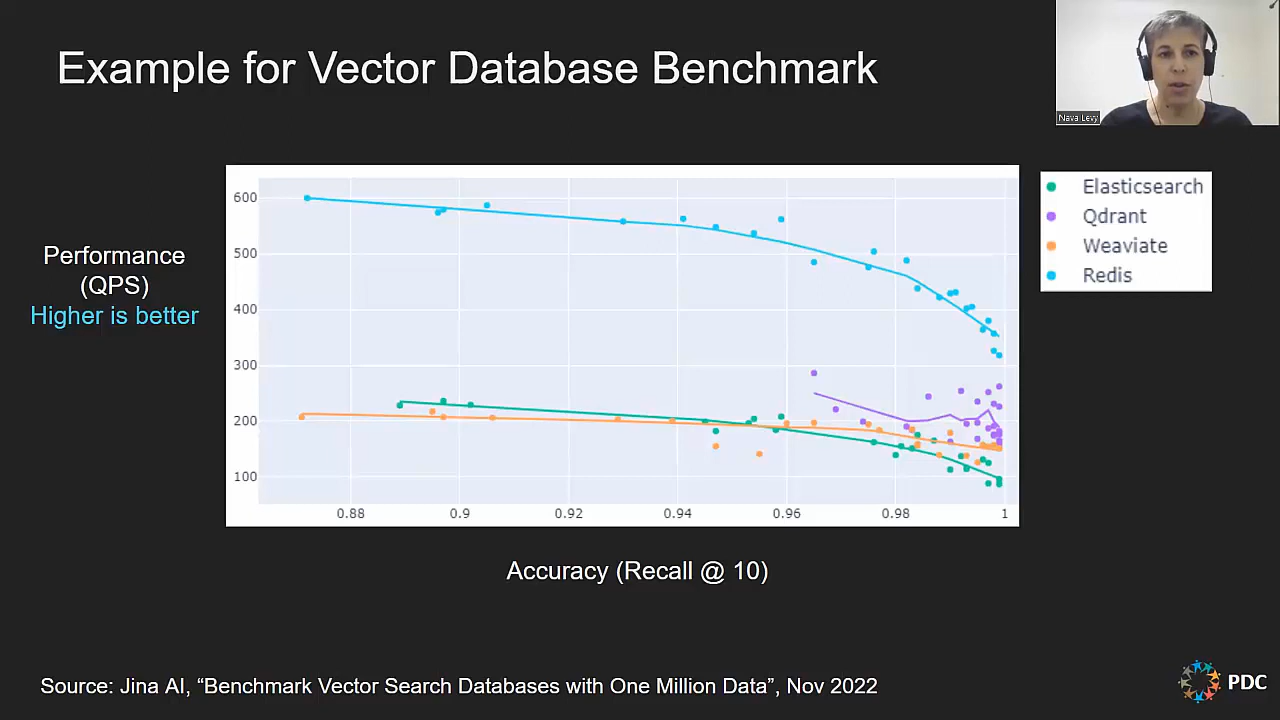 Example for Vector Database Benchmark
Nava Levy
Performance
(QPS)
Higher is better
600
500
400
300
200
100
0.88
0.9
0.92
0.94
0.96
0.98
1
Elasticsearch
Qdrant
Weaviate
Redis
Accuracy (Recall @ 10)
Source: Jina AI, “Benchmark Vector Search Databases with One Million Data”, Nov 2022
PDC